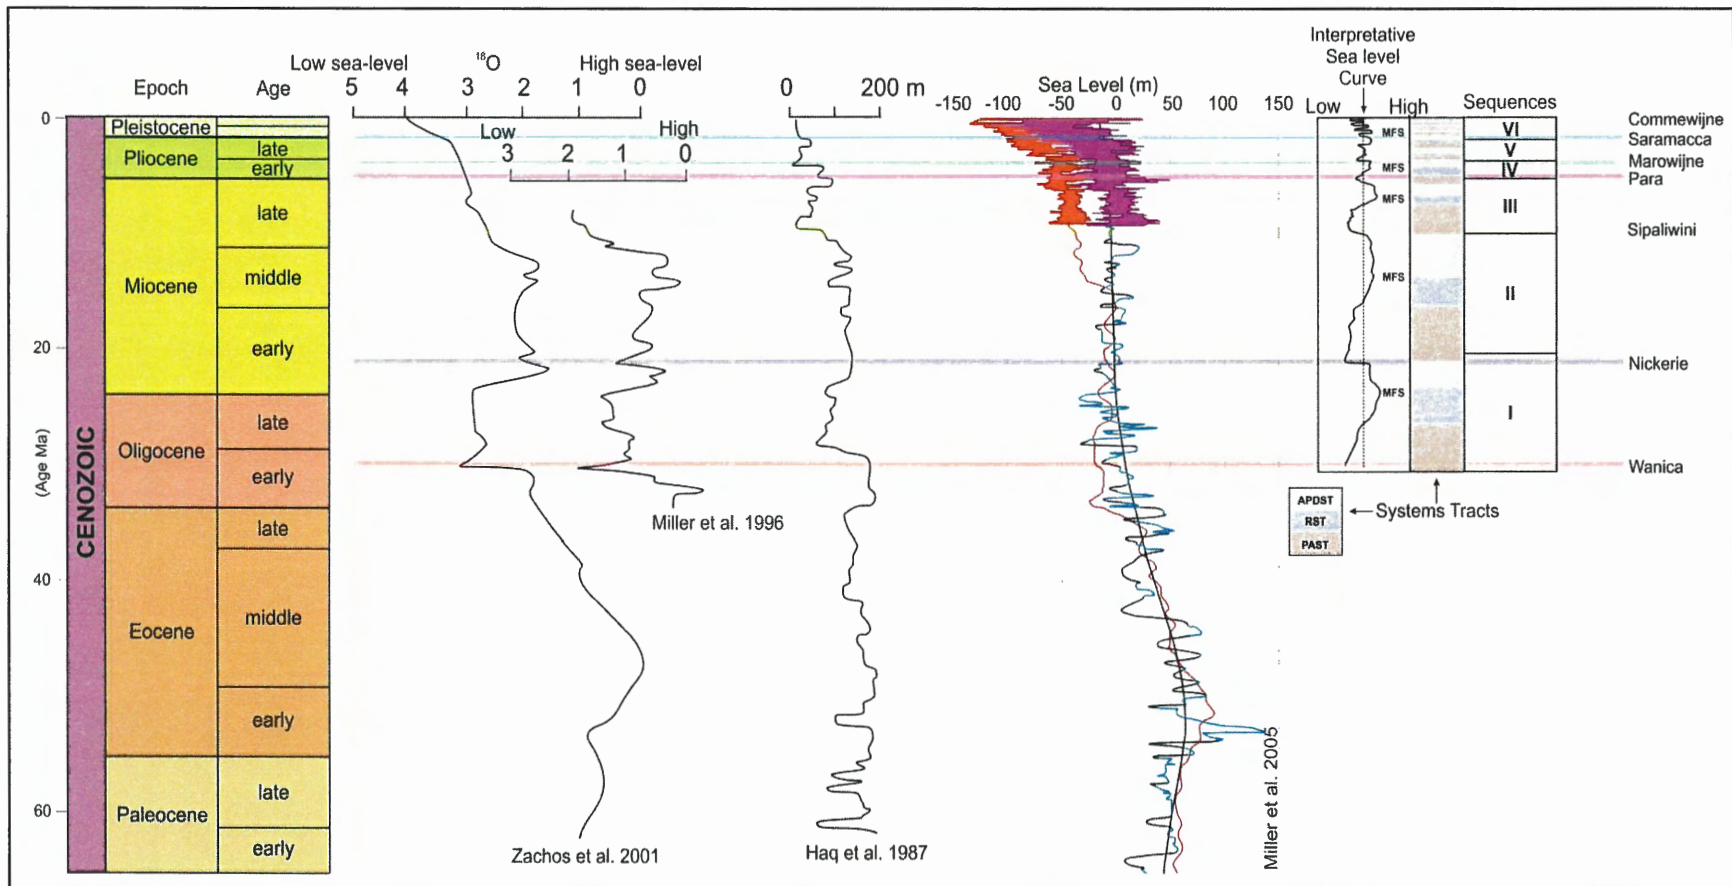 Interpretative
Sea level
Curve
Low sea-level
18O
High sea-level
Epoch
Age
5 4 3 2 1 0
0 200 m
Sea Level (m)
-150 -100 -50 0 50 100 150
Low High
Sequences
0
Pleistocene
Low High
3 2 1 0
MFS
VI
Commewijne
Saramacca
Pliocene
late
early
V
MFS
IV
Marowijne
Para
late
MFS
III
Sipaliwini
Miocene
middle
MFS
II
20
early
Nickerie
MFS
I
Oligocene
late
early
Wanica
(Age Ma)
CENOZOIC
Miller et al. 1996
APDST
RST
PAST
Systems Tracts
late
40
Eocene
middle
early
Miller et al. 2005
60
Paleocene
late
early
Zachos et al. 2001
Haq et al. 1987